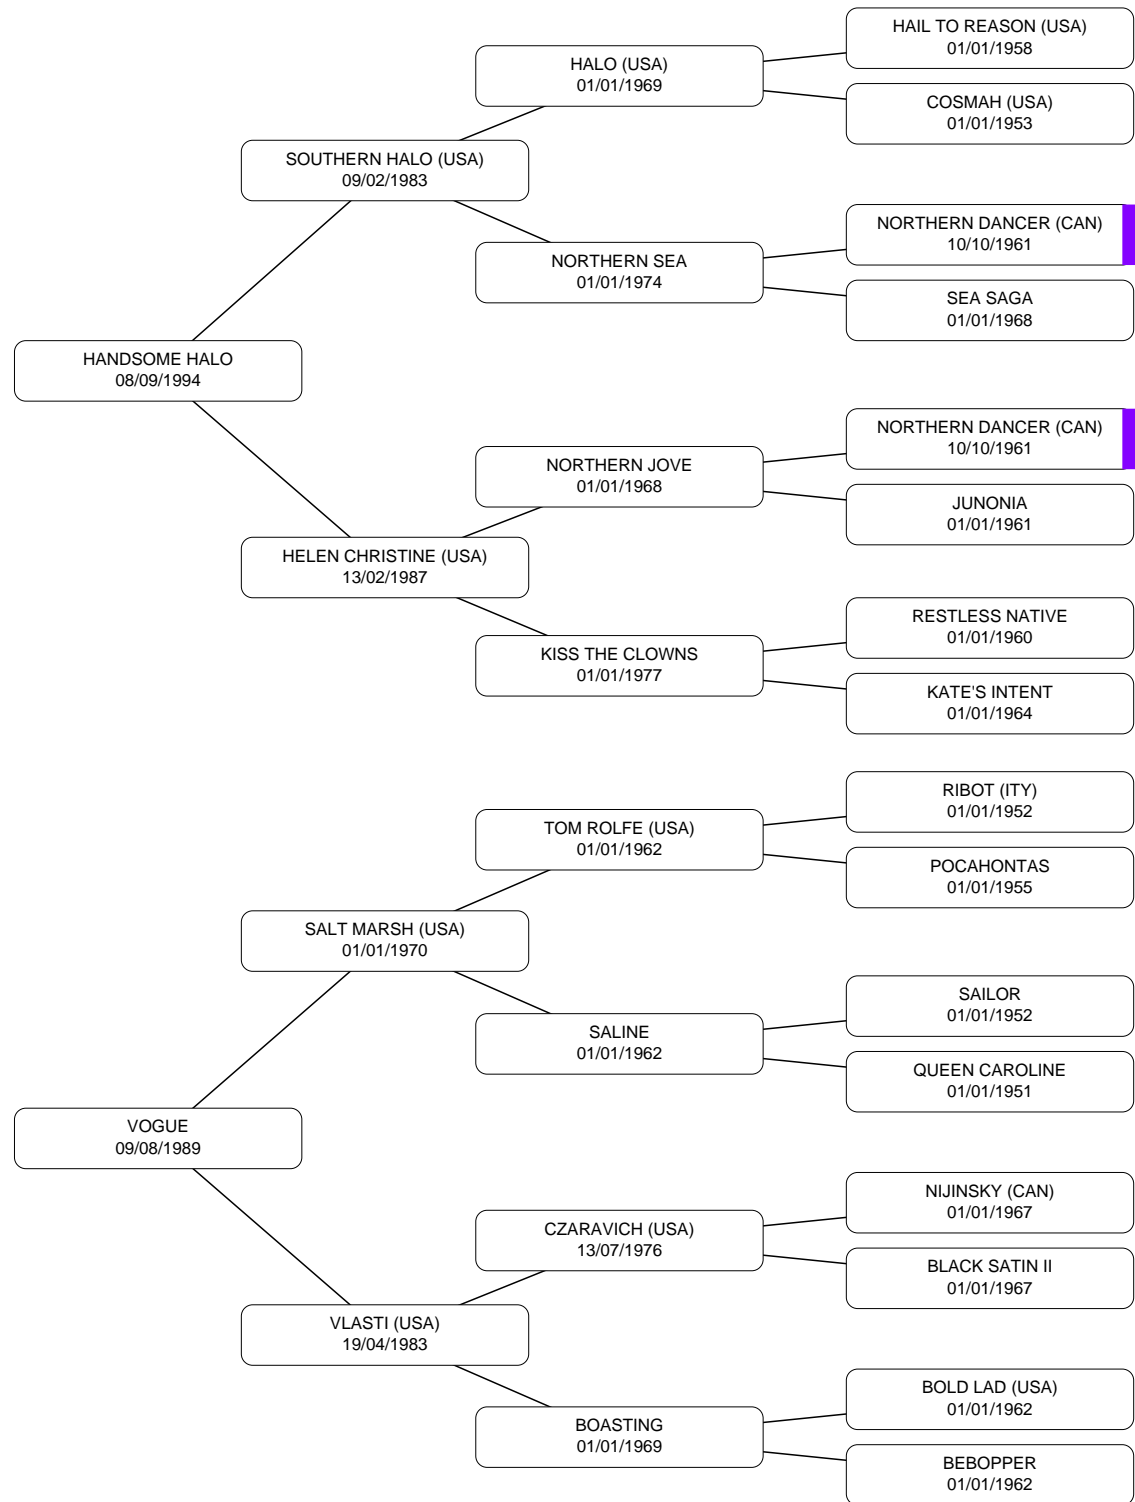 HAIL TO REASON (USA)
01/01/1958
HALO (USA)
01/01/1969
COSMAH (USA)
01/01/1953
SOUTHERN HALO (USA)
09/02/1983
NORTHERN DANCER (CAN)
10/10/1961
NORTHERN SEA
01/01/1974
SEA SAGA
01/01/1968
HANDSOME HALO
08/09/1994
NORTHERN DANCER (CAN)
10/10/1961
NORTHERN JOVE
01/01/1968
JUNONIA
01/01/1961
HELEN CHRISTINE (USA)
13/02/1987
RESTLESS NATIVE
01/01/1960
KISS THE CLOWNS
01/01/1977
KATE'S INTENT
01/01/1964
RIBOT (ITY)
01/01/1952
TOM ROLFE (USA)
01/01/1962
POCAHONTAS
01/01/1955
SALT MARSH (USA)
01/01/1970
SAILOR
01/01/1952
SALINE
01/01/1962
QUEEN CAROLINE
01/01/1951
VOGUE
09/08/1989
NIJINSKY (CAN)
01/01/1967
CZARAVICH (USA)
13/07/1976
BLACK SATIN II
01/01/1967
VLASTI (USA)
19/04/1983
BOLD LAD (USA)
01/01/1962
BOASTING
01/01/1969
BEBOPPER
01/01/1962